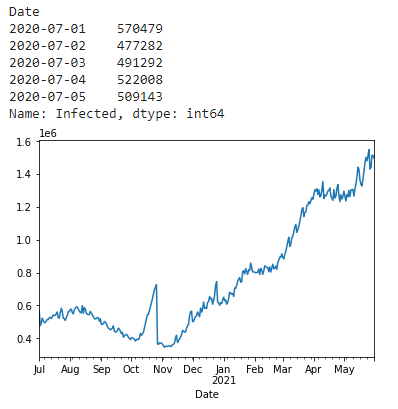 Date
2020-07-01    570479
2020-07-02    477282
2020-07-03    491292
2020-07-04    522008
2020-07-05    509143
Name: Infected, dtype: int64
1e6
1.6
1.4
1.2
1.0
0.8
0.6
0.4
Jul Aug Sep Oct Nov Dec Jan Feb Mar Apr May
2021
Date